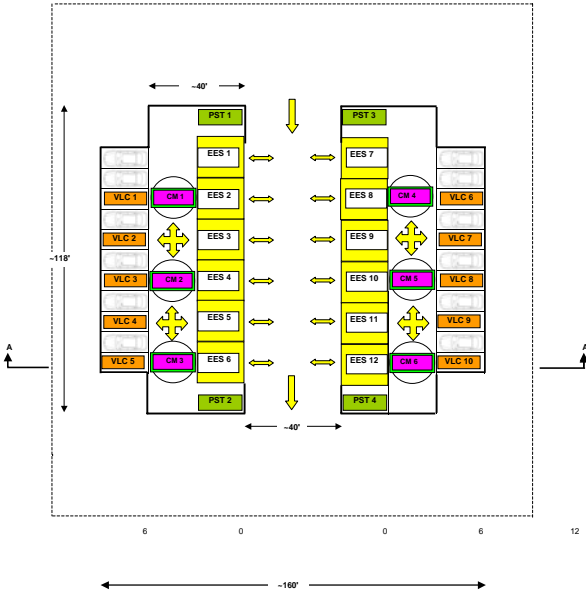 ~40'
PST 1
PST 3
EES 1
EES 7
VLC 1
CM 1
EES 2
EES 8
CM 4
VLC 6
VLC 2
EES 3
EES 9
VLC 7
~118'
VLC 3
CM 2
EES 4
EES 10
CM 5
VLC 8
VLC 4
EES 5
EES 11
VLC 9
A
A
VLC 5
CM 3
EES 6
EES 12
CM 6
VLC 10
PST 2
PST 4
~40'
6 0 0 6 12
~160'